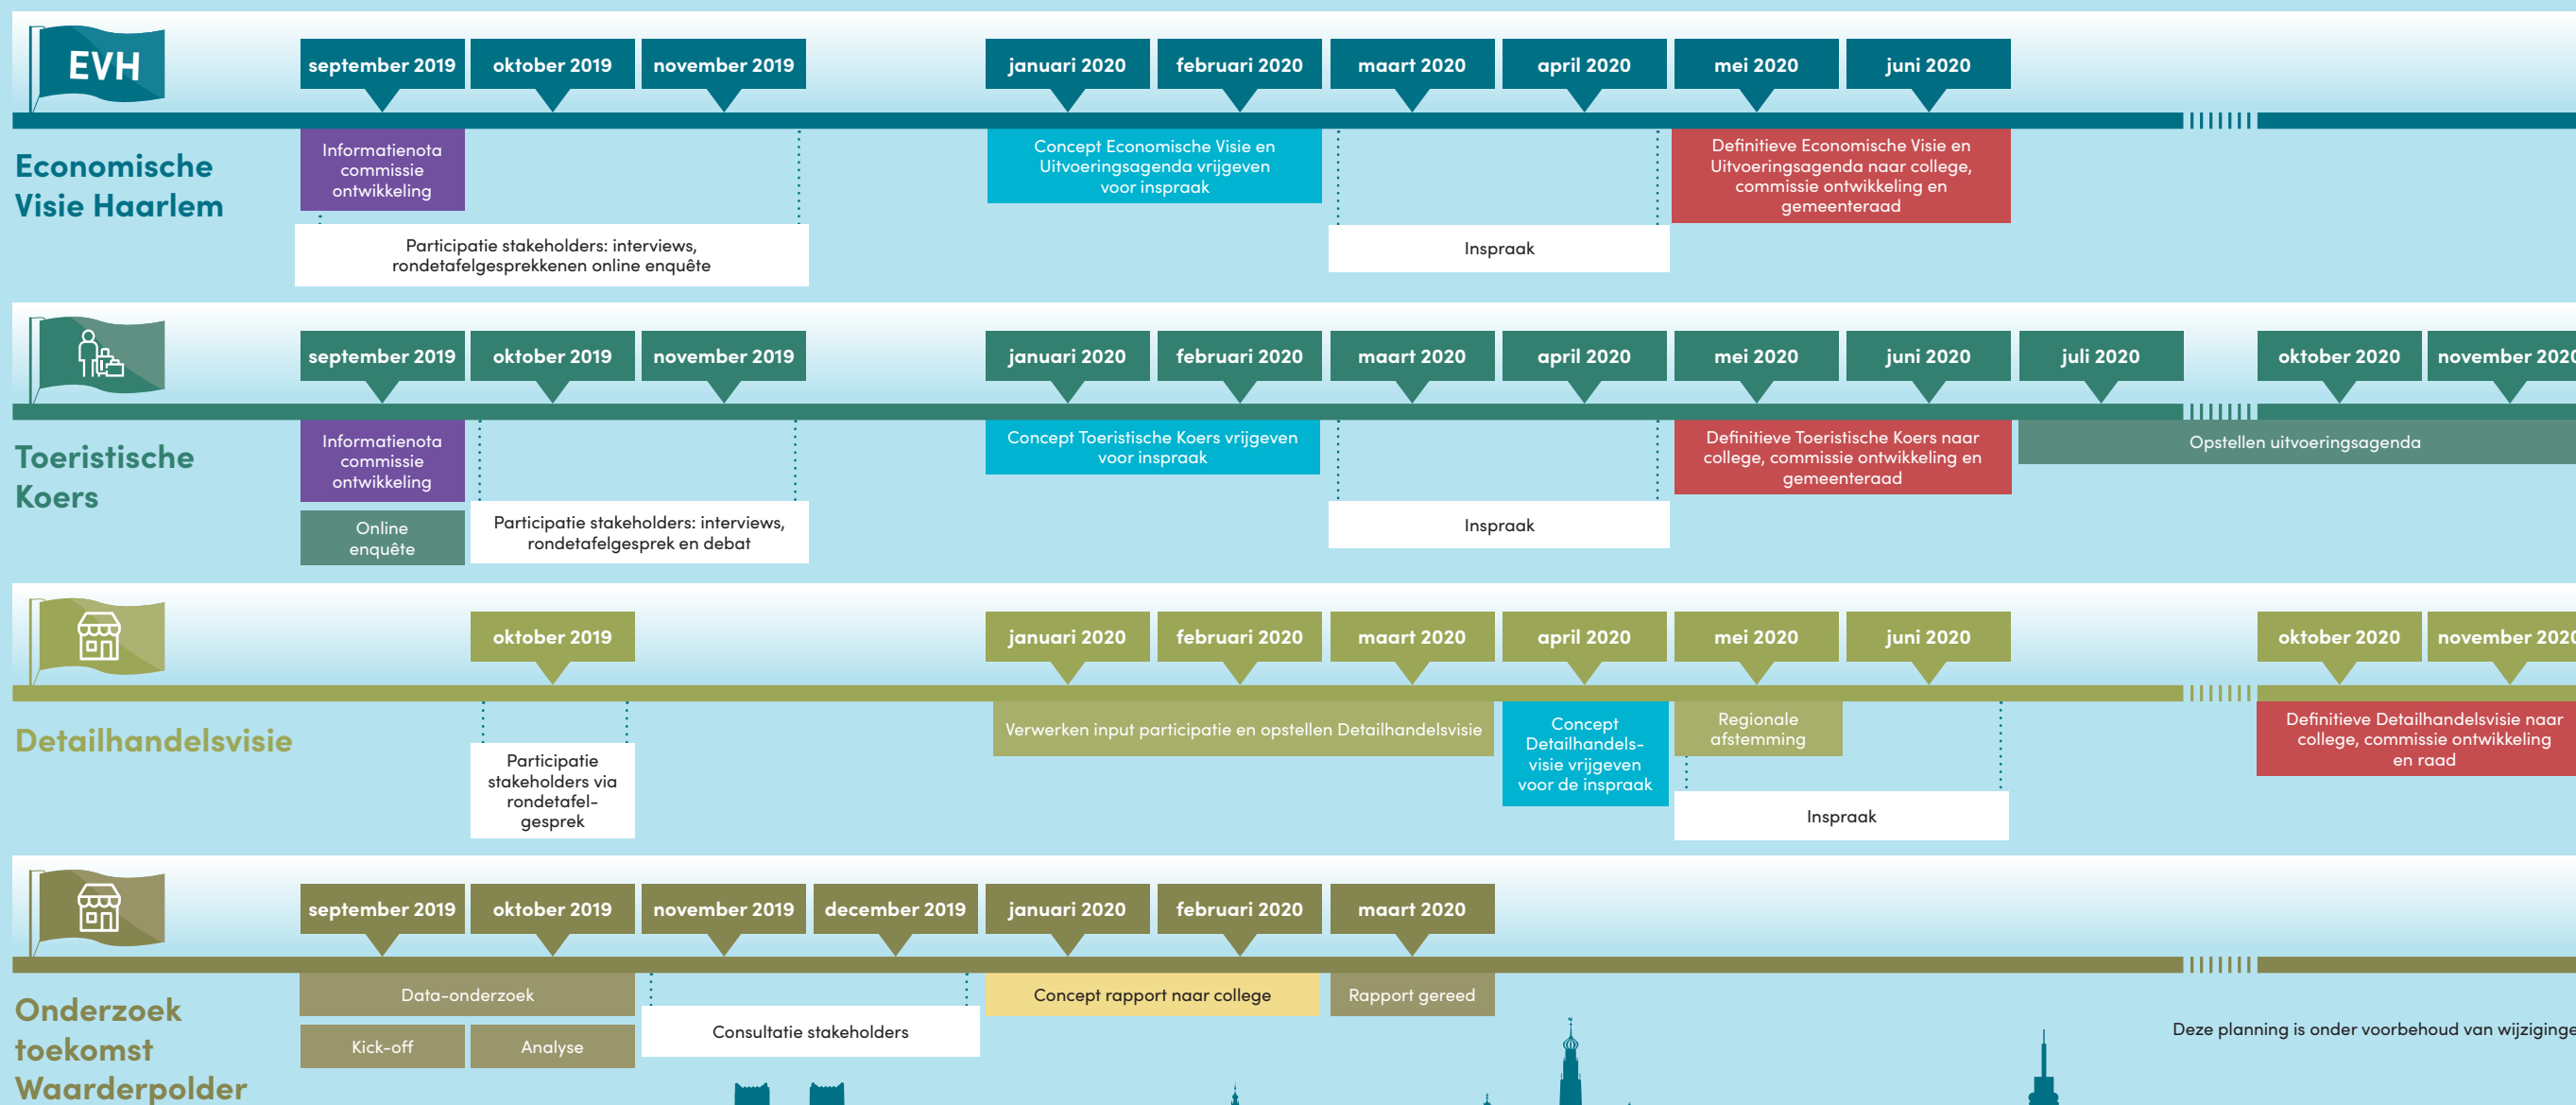 EVH
september 2019 oktober 2019 november 2019 januari 2020 februari 2020 maart 2020 april 2020 mei 2020 juni 2020
Economische
Visie Haarlem
Informatienota
commissie
ontwikkeling
Participatie stakeholders: interviews,
rondetafelgesprekkenen online enquête
Concept Economische Visie en
Uitvoeringsagenda vrijgeven
voor inspraak
Inspraak
Definitieve Economische Visie en
Uitvoeringsagenda naar college,
commissie ontwikkeling en
gemeenteraad
september 2019 oktober 2019 november 2019 januari 2020 februari 2020 maart 2020 april 2020 mei 2020 juni 2020 juli 2020 oktober 2020 november 2020
Toeristische
Koers
Informatienota
commissie
ontwikkeling
Online
enquête
Participatie stakeholders: interviews,
rondetafelgesprek en debat
Concept Toeristische Koers vrijgeven
voor inspraak
Inspraak
Definitieve Toeristische Koers naar
college, commissie ontwikkeling en
gemeenteraad
Opstellen uitvoeringsagenda
oktober 2019 januari 2020 februari 2020 maart 2020 april 2020 mei 2020 juni 2020 oktober 2020 november 2020
Detailhandelsvisie
Participatie
stakeholders via
rondetafel-
gesprek
Verwerken input participatie en opstellen Detailhandelsvisie
Concept
Detailhandels-
visie vrijgeven
voor de inspraak
Regionale
afstemming
Inspraak
Definitieve Detailhandelsvisie naar
college, commissie ontwikkeling
en raad
september 2019 oktober 2019 november 2019 december 2019 januari 2020 februari 2020 maart 2020
Onderzoek
toekomst
Waarderpolder
Data-onderzoek
Kick-off
Analyse
Consultatie stakeholders
Concept rapport naar college
Rapport gereed
Deze planning is onder voorbehoud van wijziginge